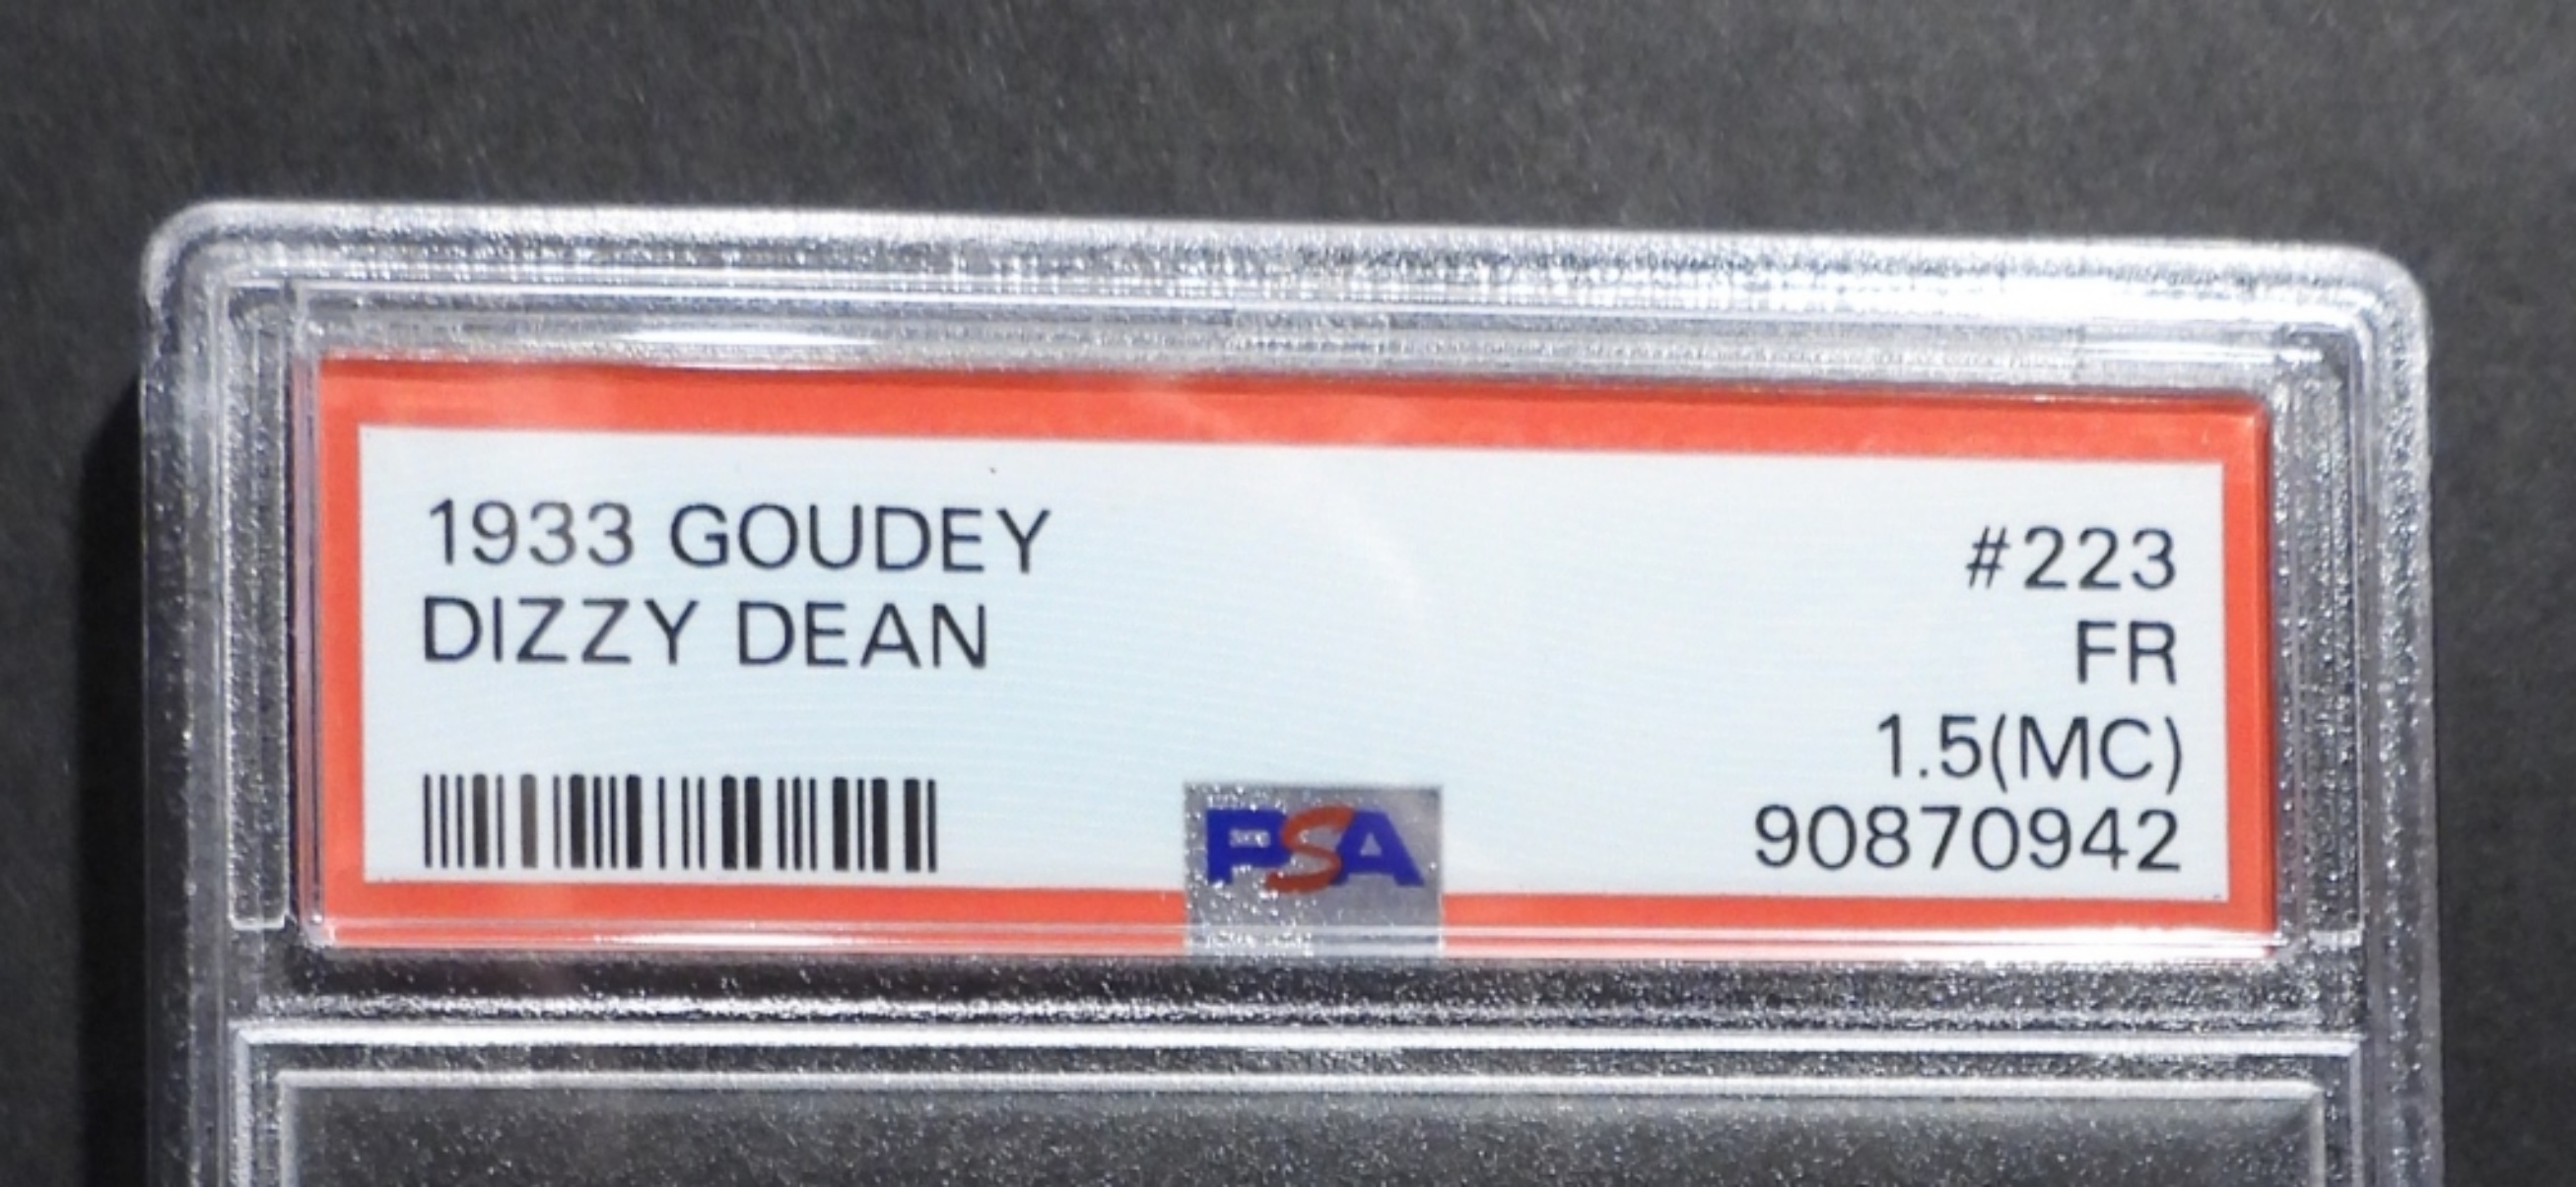 1933 GOUDEY
DIZZY DEAN
#223
FR
1.5(MC)
90870942
PSA